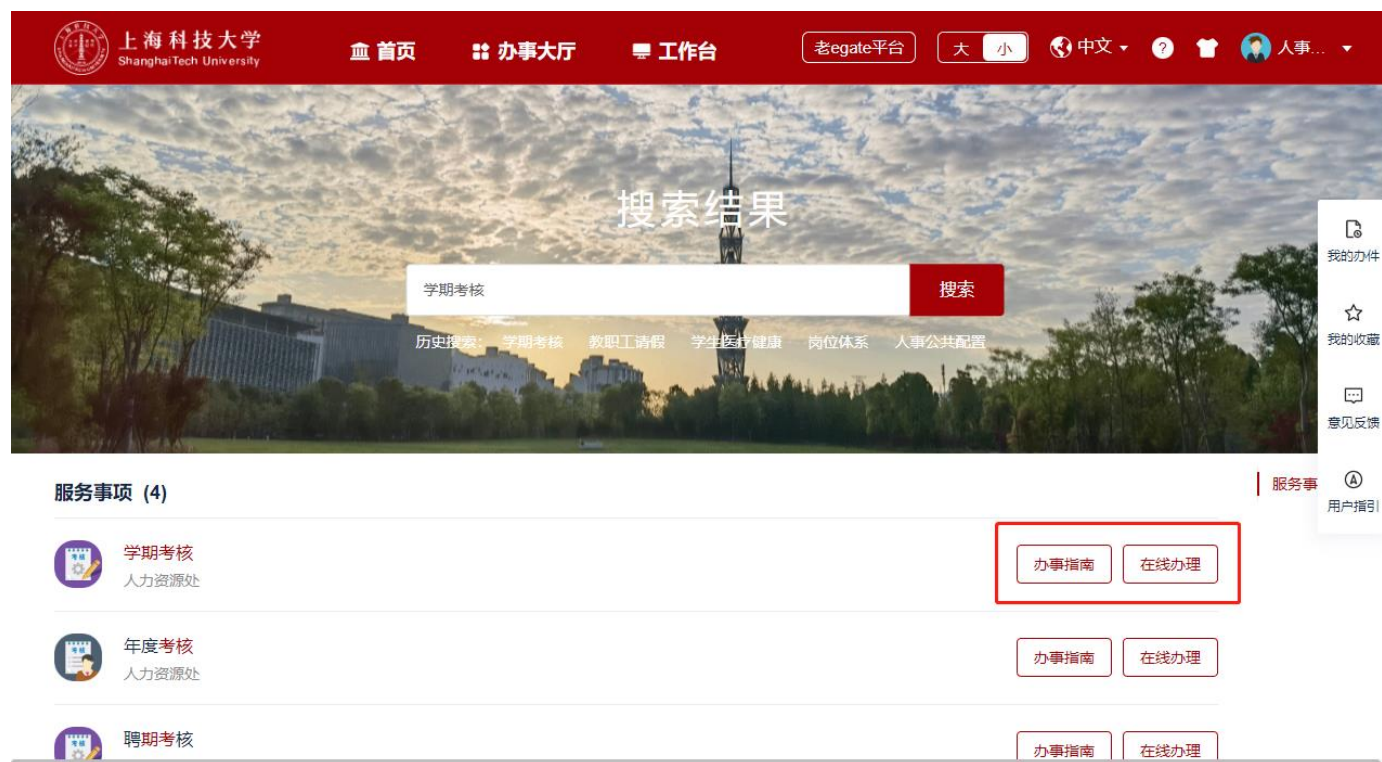 上海科技大学
ShanghaiTech University
首页
办事大厅
工作台
老egate平台
大 小
中文
人事...
搜索结果
学期考核
搜索
历史搜索: 学期考核 教职工请假 学生医疗健康 岗位体系 人事公共配置
我的办件
我的收藏
意见反馈
用户指引
服务事项 (4)
服务事
学期考核
人力资源处
办事指南
在线办理
年度考核
人力资源处
办事指南
在线办理
聘期考核
办事指南
在线办理